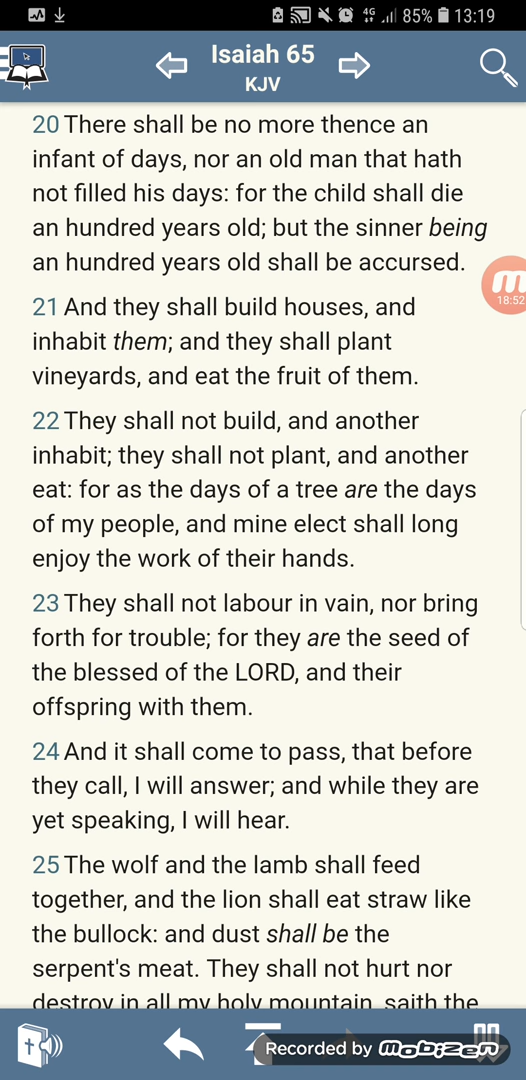 4G 85% 13:19
Isaiah 65
KJV
20 There shall be no more thence an
infant of days, nor an old man that hath
not filled his days: for the child shall die
an hundred years old; but the sinner being
an hundred years old shall be accursed.
18:52
21 And they shall build houses, and
inhabit them; and they shall plant
vineyards, and eat the fruit of them.
22 They shall not build, and another
inhabit; they shall not plant, and another
eat: for as the days of a tree are the days
of my people, and mine elect shall long
enjoy the work of their hands.
23 They shall not labour in vain, nor bring
forth for trouble; for they are the seed of
the blessed of the LORD, and their
offspring with them.
24 And it shall come to pass, that before
they call, I will answer; and while they are
yet speaking, I will hear.
25 The wolf and the lamb shall feed
together, and the lion shall eat straw like
the bullock: and dust shall be the
serpent's meat. They shall not hurt nor
destroy in all my holy mountain, saith the
Recorded by mobizen